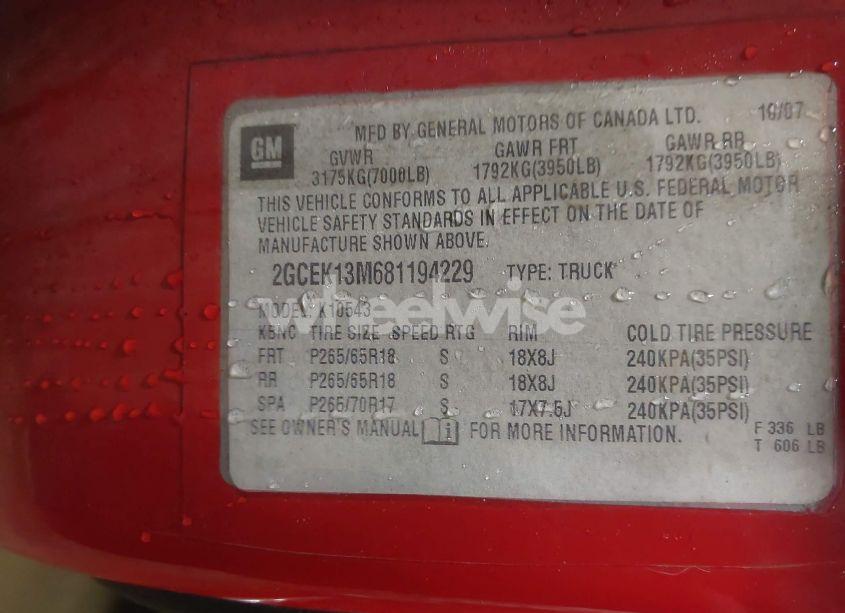 GM
MFD BY GENERAL MOTORS OF CANADA LTD. 10/07
GVWR GAWR FRT GAWR RR
3175KG(7000LB) 1792KG(3950LB) 1792KG(3950LB)
THIS VEHICLE CONFORMS TO ALL APPLICABLE U.S. FEDERAL MOTOR
VEHICLE SAFETY STANDARDS IN EFFECT ON THE DATE OF
MANUFACTURE SHOWN ABOVE.
2GCEK13M681194229 TYPE: TRUCK
wheelwise
MODEL: K10543
K5NC TIRE SIZE SPEED RTG RIM COLD TIRE PRESSURE
FRT P265/65R18 S 18X8J 240KPA(35PSI)
RR P265/65R18 S 18X8J 240KPA(35PSI)
SPA P265/70R17 S 17X7.5J 240KPA(35PSI)
SEE OWNER'S MANUAL i FOR MORE INFORMATION.
F 336 LB
T 606 LB